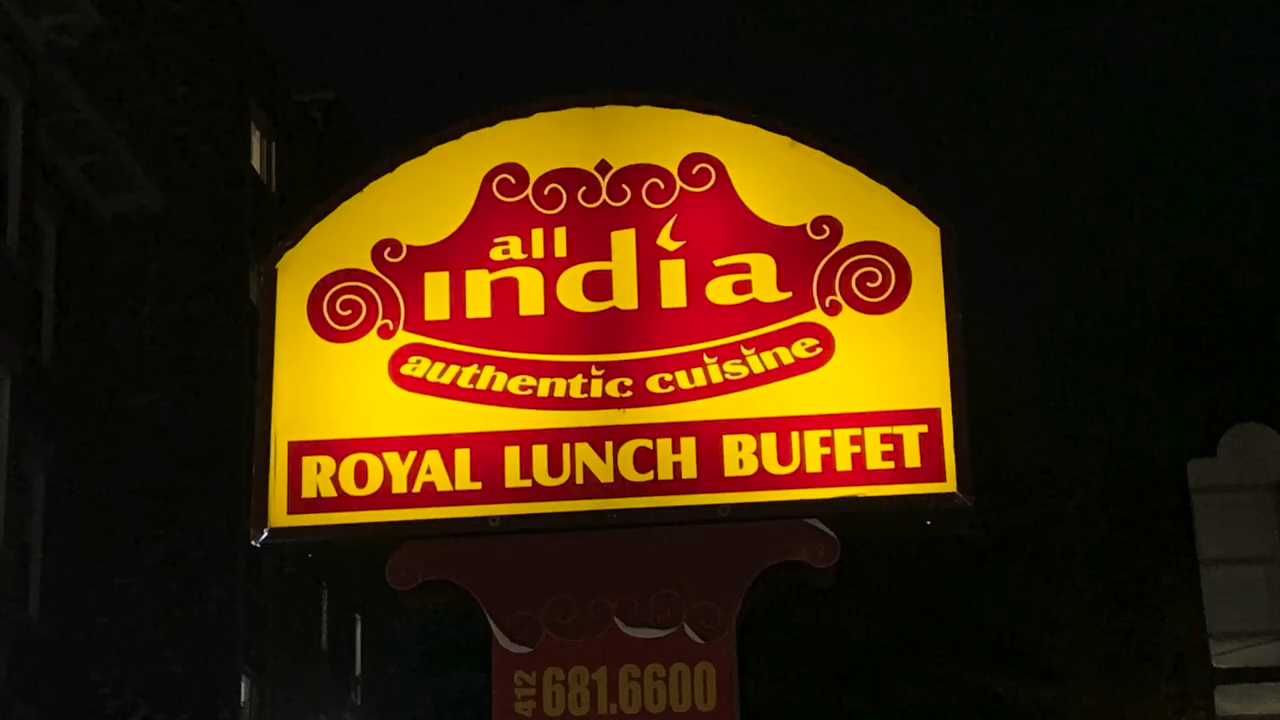 all
india
authentic cuisine
ROYAL LUNCH BUFFET
412 681.6600